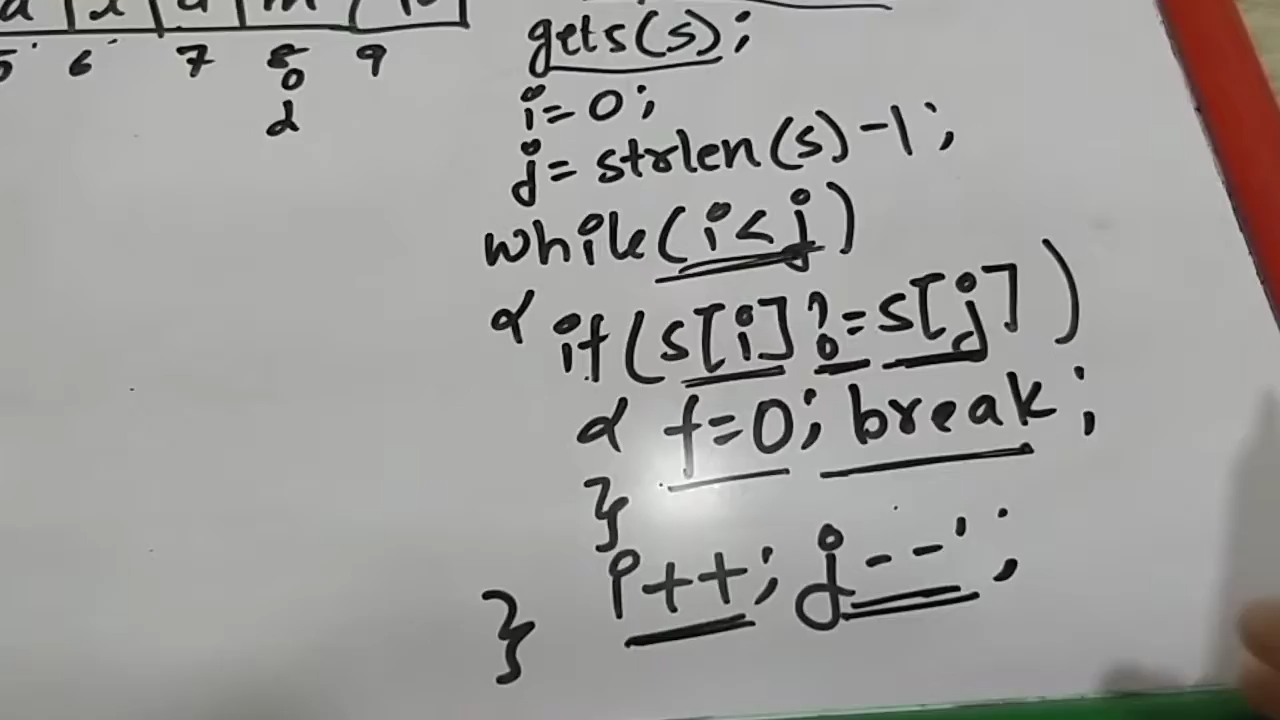 5 6 7 8 9
0
d
gets(s);
i=0;
j=strlen(s)-1;
while(i<j)
{ if(s[i]!=s[j])
{ f=0; break;
}
i++; j--;
}